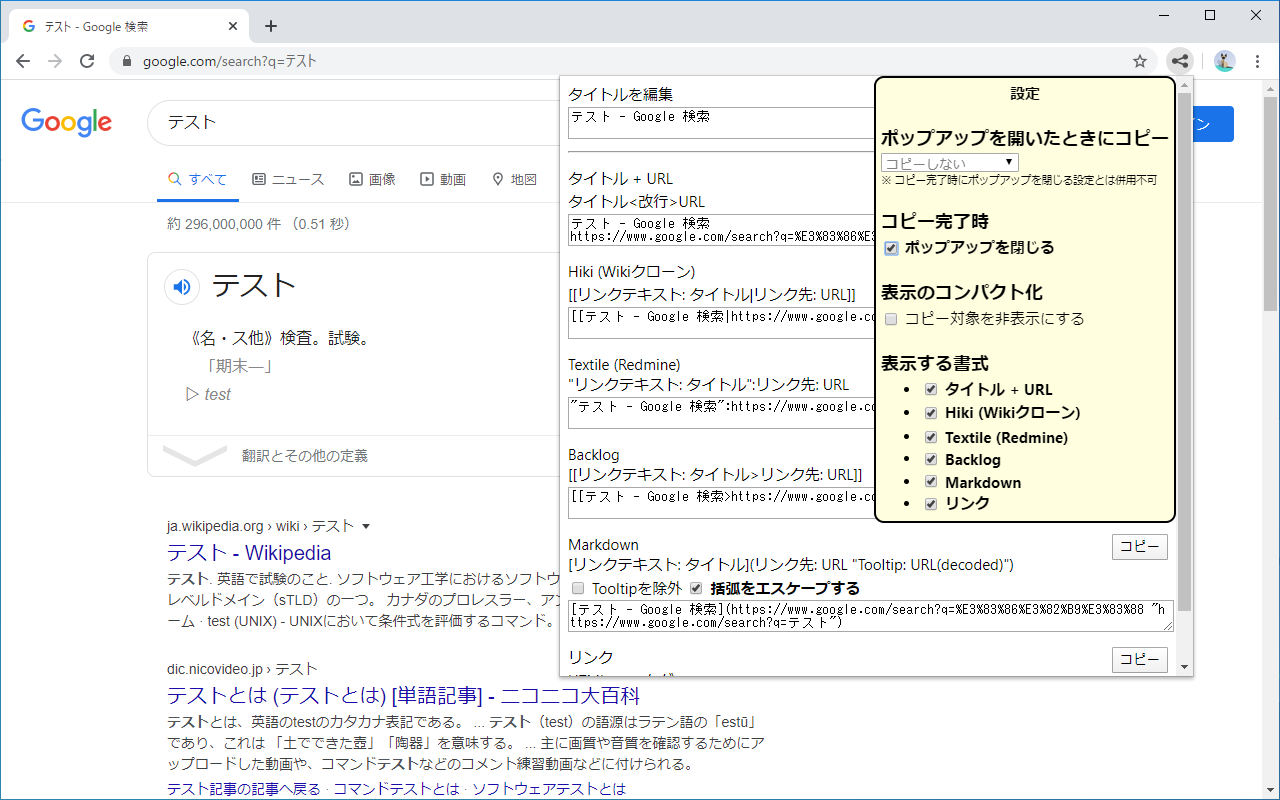 テスト - Google 検索
google.com/search?q=テスト
Google
テスト
すべて
ニュース
画像
動画
地図
約 296,000,000 件 （0.51 秒）
テスト
《名・ス他》検査。試験。
「期末―」
▷ test
翻訳とその他の定義
ja.wikipedia.org › wiki › テスト
テスト - Wikipedia
テスト. 英語で試験のこと. ソフトウェア工学におけるソフトウ
レベルドメイン（sTLD）の一つ。 カナダのプロレスラー、アン
ーム · test (UNIX) - UNIXにおいて条件式を評価するコマンド。
dic.nicovideo.jp › テスト
テストとは (テストとは) [単語記事] - ニコニコ大百科
テストとは、英語のtestのカタカナ表記である。 ... テスト（test）の語源はラテン語の「estū」
であり、これは 「土でできた壺」「陶器」を意味する。 ... 主に画質や音質を確認するためにア
ップロードした動画や、コマンドテストなどのコメント練習動画などに付けられる。
テスト記事の記事へ戻る · コマンドテストとは · ソフトウェアテストとは
タイトルを編集
テスト - Google 検索
タイトル + URL
タイトル<改行>URL
テスト - Google 検索
https://www.google.com/search?q=%E3%83%86%E3
Hiki (Wikiクローン)
[[リンクテキスト: タイトル|リンク先: URL]]
[[テスト - Google 検索|https://www.google.co
Textile (Redmine)
"リンクテキスト: タイトル":リンク先: URL
"テスト - Google 検索":https://www.google.co
Backlog
[[リンクテキスト: タイトル>リンク先: URL]]
[[テスト - Google 検索>https://www.google.co
Markdown
コピー
[リンクテキスト: タイトル](リンク先: URL "Tooltip: URL(decoded)")
Tooltipを除外 括弧をエスケープする
[テスト - Google 検索](https://www.google.com/search?q=%E3%83%86%E3%82%B9%E3%83%88 "h
ttps://www.google.com/search?q=テスト")
リンク
コピー
設定
ポップアップを開いたときにコピー
コピーしない
※ コピー完了時にポップアップを閉じる設定とは併用不可
コピー完了時
ポップアップを閉じる
表示のコンパクト化
コピー対象を非表示にする
表示する書式
タイトル + URL
Hiki (Wikiクローン)
Textile (Redmine)
Backlog
Markdown
リンク
ン